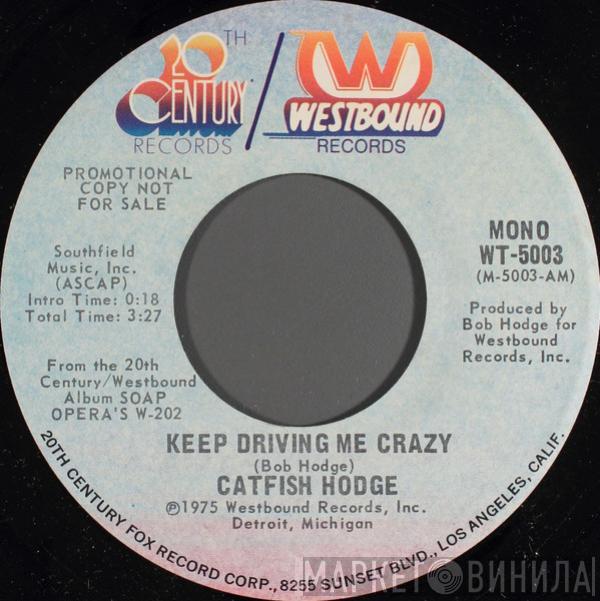 20TH
CENTURY
RECORDS
WESTBOUND
RECORDS
PROMOTIONAL
COPY NOT
FOR SALE
Southfield
Music, Inc.
(ASCAP)
Intro Time: 0:18
Total Time: 3:27
From the 20th
Century/Westbound
Album SOAP
OPERA'S W-202
MONO
WT-5003
(M-5003-AM)
Produced by
Bob Hodge for
Westbound
Records, Inc.
KEEP DRIVING ME CRAZY
(Bob Hodge)
CATFISH HODGE
℗1975 Westbound Records, Inc.
Detroit, Michigan
20TH CENTURY FOX RECORD CORP., 8255 SUNSET BLVD., LOS ANGELES, CALIF.
МАРКЕТ ВИНИЛА